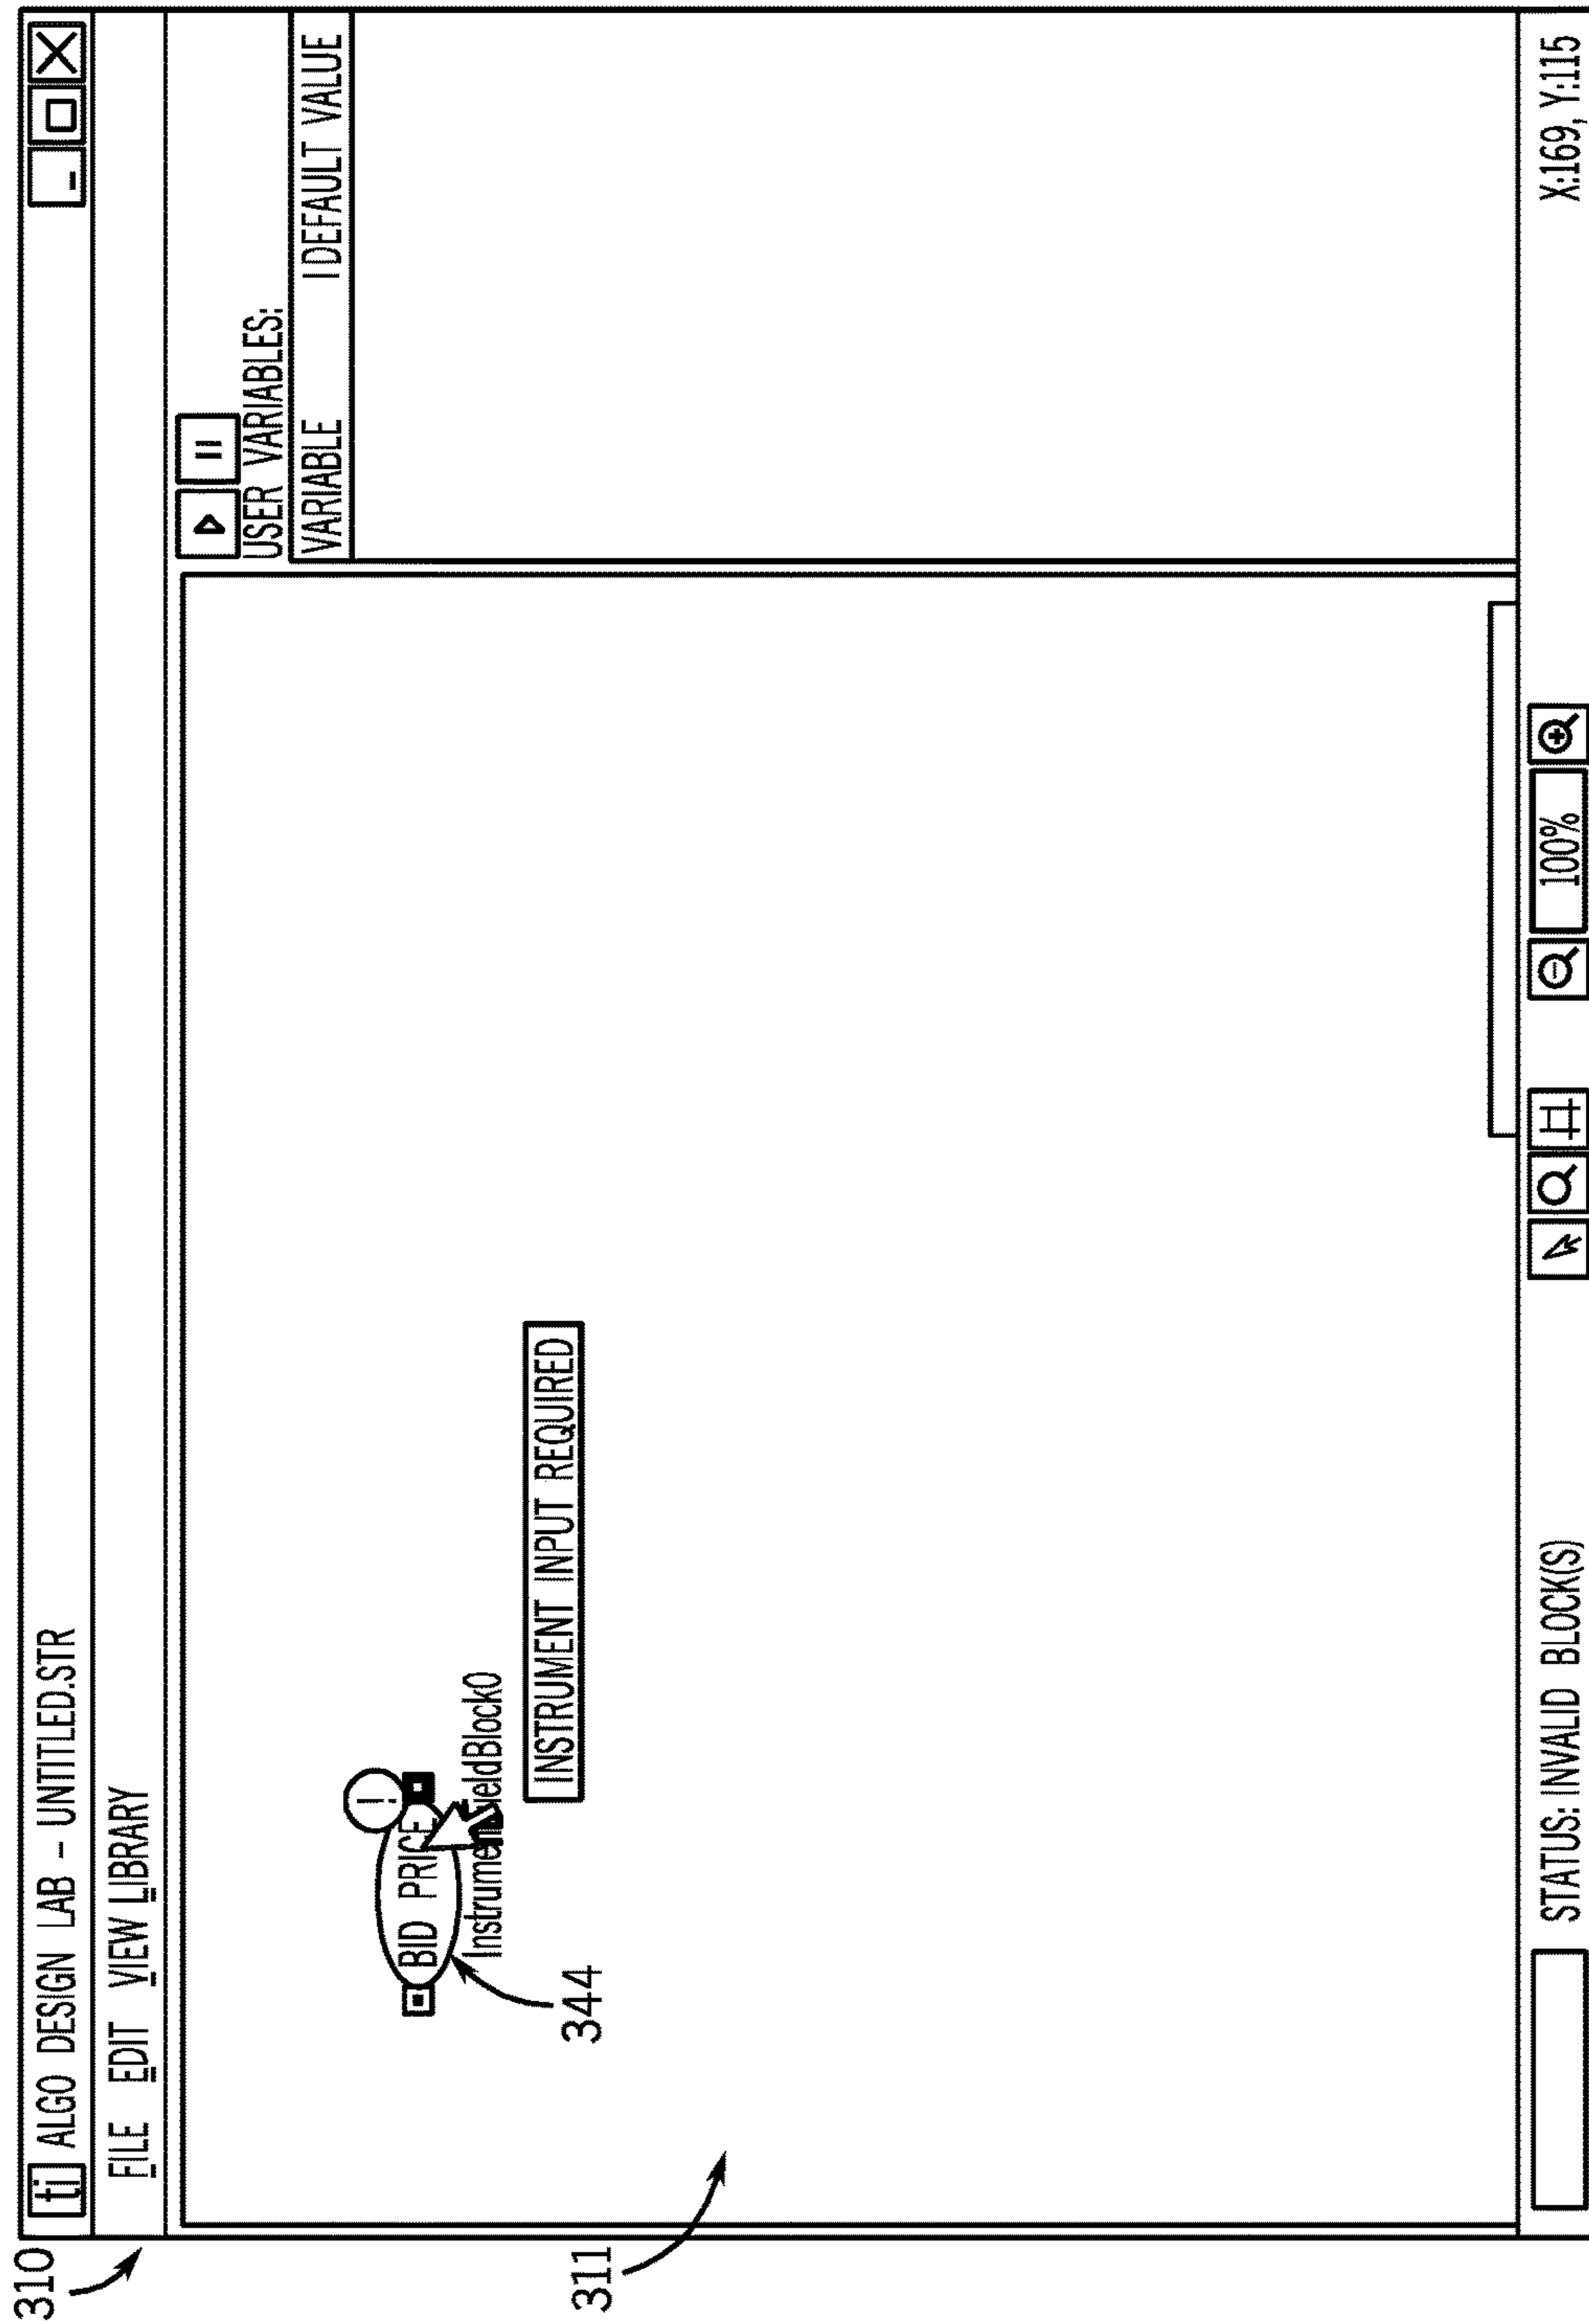 310
ti ALGO DESIGN LAB – UNTITLED.STR
FILE EDIT VIEW LIBRARY
USER VARIABLES:
VARIABLE | DEFAULT VALUE
!
BID PRICE
344
INSTRUMENT INPUT REQUIRED
311
STATUS: INVALID BLOCK(S)
100%
X:169, Y:115